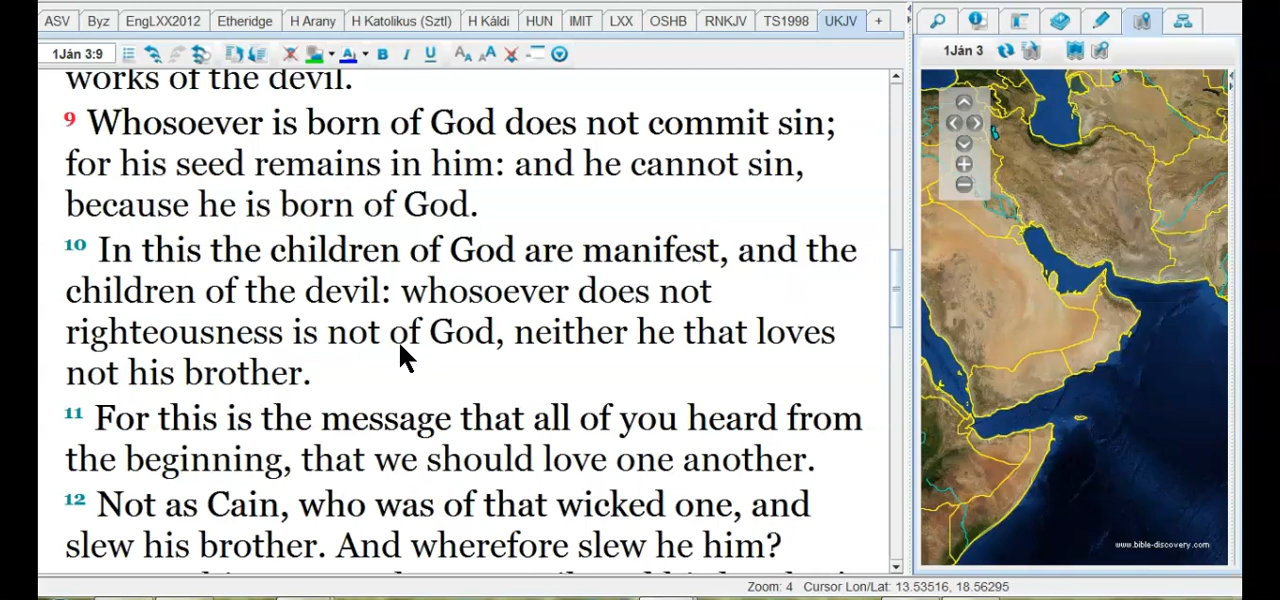 ASV Byz EngLXX2012 Etheridge H Arany H Katolikus (Sztl) H Káldi HUN IMIT LXX OSHB RNKJV TS1998 UKJV +
1Ján 3:9
B I U
1Ján 3
works of the devil.
9 Whosoever is born of God does not commit sin;
for his seed remains in him: and he cannot sin,
because he is born of God.
10 In this the children of God are manifest, and the
children of the devil: whosoever does not
righteousness is not of God, neither he that loves
not his brother.
11 For this is the message that all of you heard from
the beginning, that we should love one another.
12 Not as Cain, who was of that wicked one, and
slew his brother. And wherefore slew he him?
www.bible-discovery.com
Zoom: 4 Cursor Lon/Lat: 13.53516, 18.56295